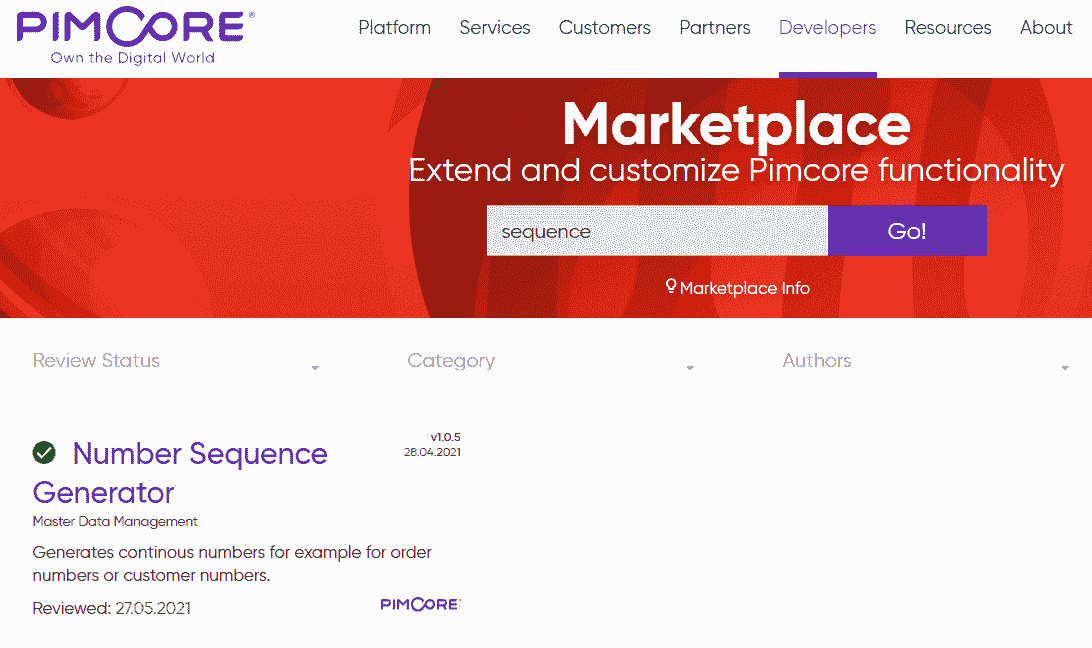 PIMCORE®
Own the Digital World
Platform Services Customers Partners Developers Resources About
Marketplace
Extend and customize Pimcore functionality
sequence Go!
Marketplace Info
Review Status Category Authors
Number Sequence
Generator
v1.0.5
28.04.2021
Master Data Management
Generates continous numbers for example for order
numbers or customer numbers.
Reviewed: 27.05.2021
PIMCORE